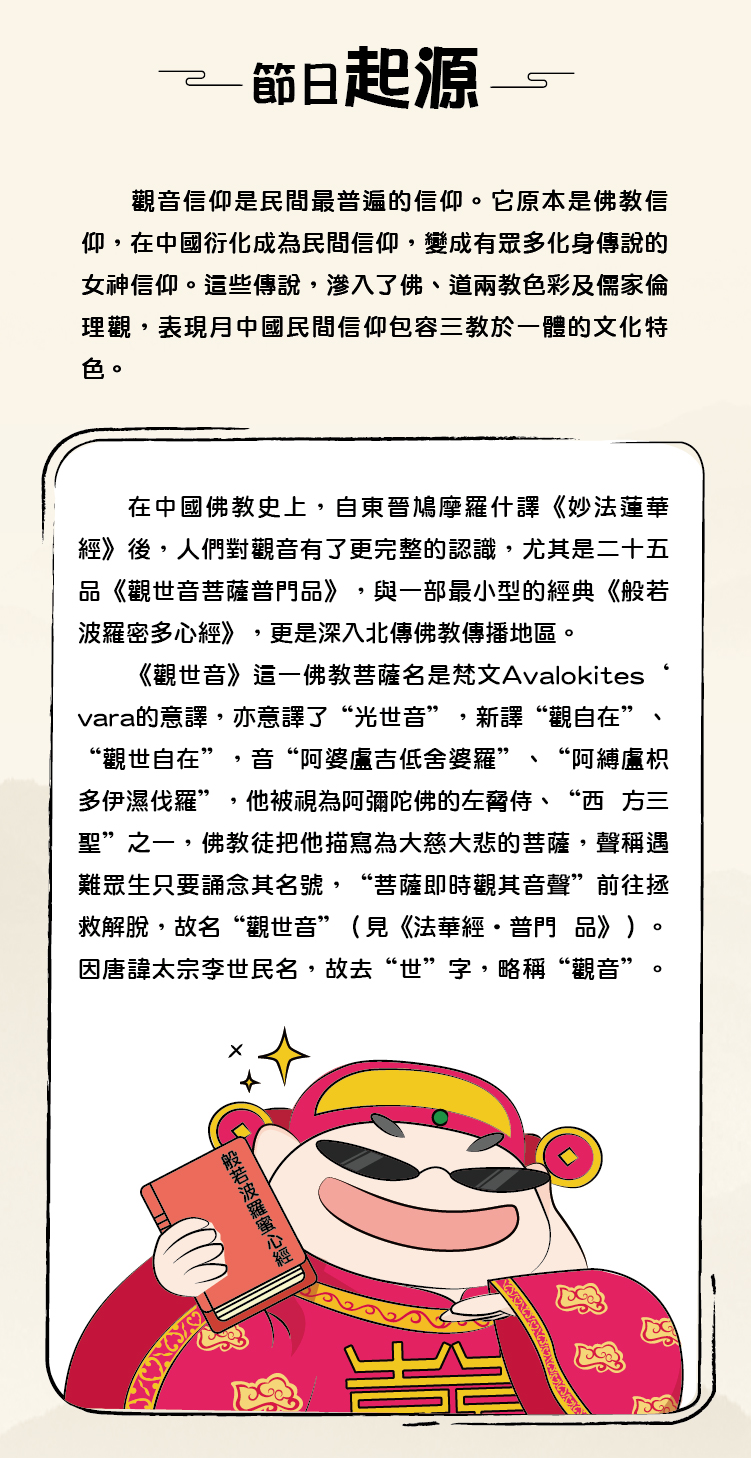 節日起源
觀音信仰是民間最普遍的信仰。它原本是佛教信
仰，在中國衍化成為民間信仰，變成有眾多化身傳說的
女神信仰。這些傳說，滲入了佛、道兩教色彩及儒家倫
理觀，表現月中國民間信仰包容三教於一體的文化特
色。
在中國佛教史上，自東晉鳩摩羅什譯《妙法蓮華
經》後，人們對觀音有了更完整的認識，尤其是二十五
品《觀世音菩薩普門品》，與一部最小型的經典《般若
波羅密多心經》，更是深入北傳佛教傳播地區。
《觀世音》這一佛教菩薩名是梵文Avalokites‘
vara的意譯，亦意譯了“光世音”，新譯“觀自在”、
“觀世自在”，音“阿婆盧吉低舍婆羅”、“阿縛盧枳
多伊濕伐羅”，他被視為阿彌陀佛的左脅侍、“西 方三
聖”之一，佛教徒把他描寫為大慈大悲的菩薩，聲稱遇
難眾生只要誦念其名號，“菩薩即時觀其音聲”前往拯
救解脫，故名“觀世音”（見《法華經·普門 品》）。
因唐諱太宗李世民名，故去“世”字，略稱“觀音”。
般若波羅蜜心經
囍